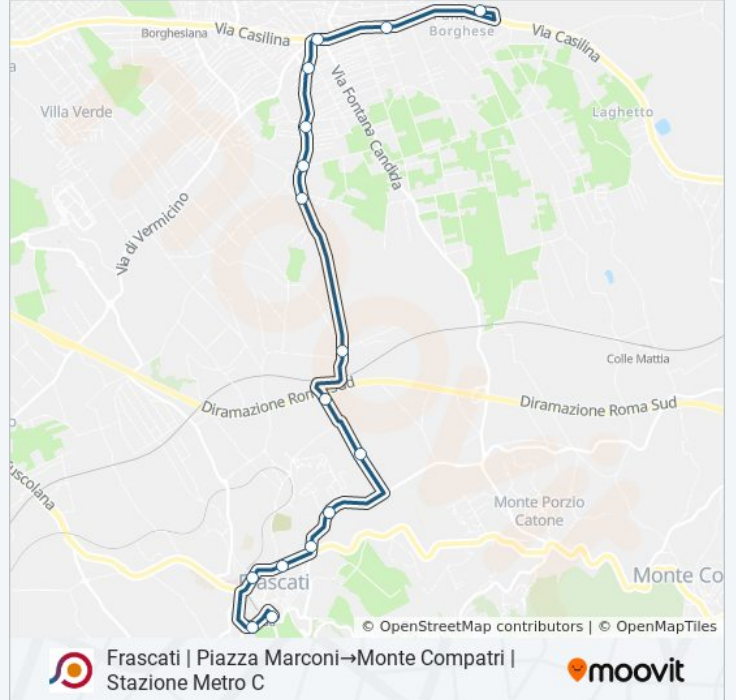 Borghesiana
Via Casilina
Borghese
Via Casilina
Via Fontana Candida
Villa Verde
Laghetto
Via di Vermicino
Colle Mattia
Diramazione Roma Sud
Diramazione Roma Sud
Monte Porzio
Catone
Frascati
Monte Co
© OpenStreetMap contributors | © OpenMapTiles
Frascati | Piazza Marconi→Monte Compatri |
Stazione Metro C
moovit